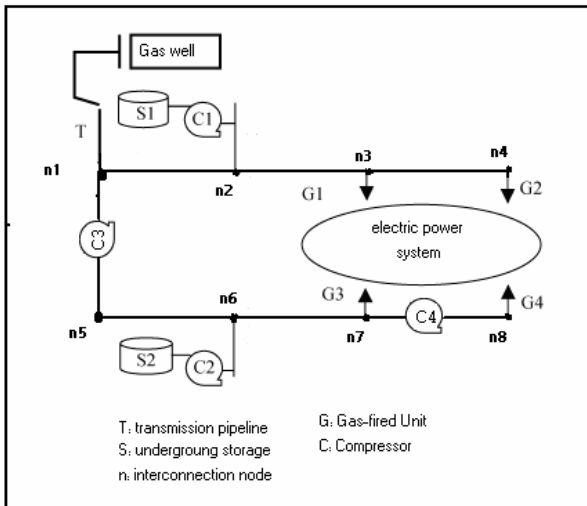 Gas well
S1
C1
T
n1
n2
n3
n4
G1
G2
electric power
system
C3
G3
G4
n5
n6
n7
C4
n8
S2
C2
T: transmission pipeline
S: undergroung storage
n: interconnection node
G: Gas-fired Unit
C: Compressor